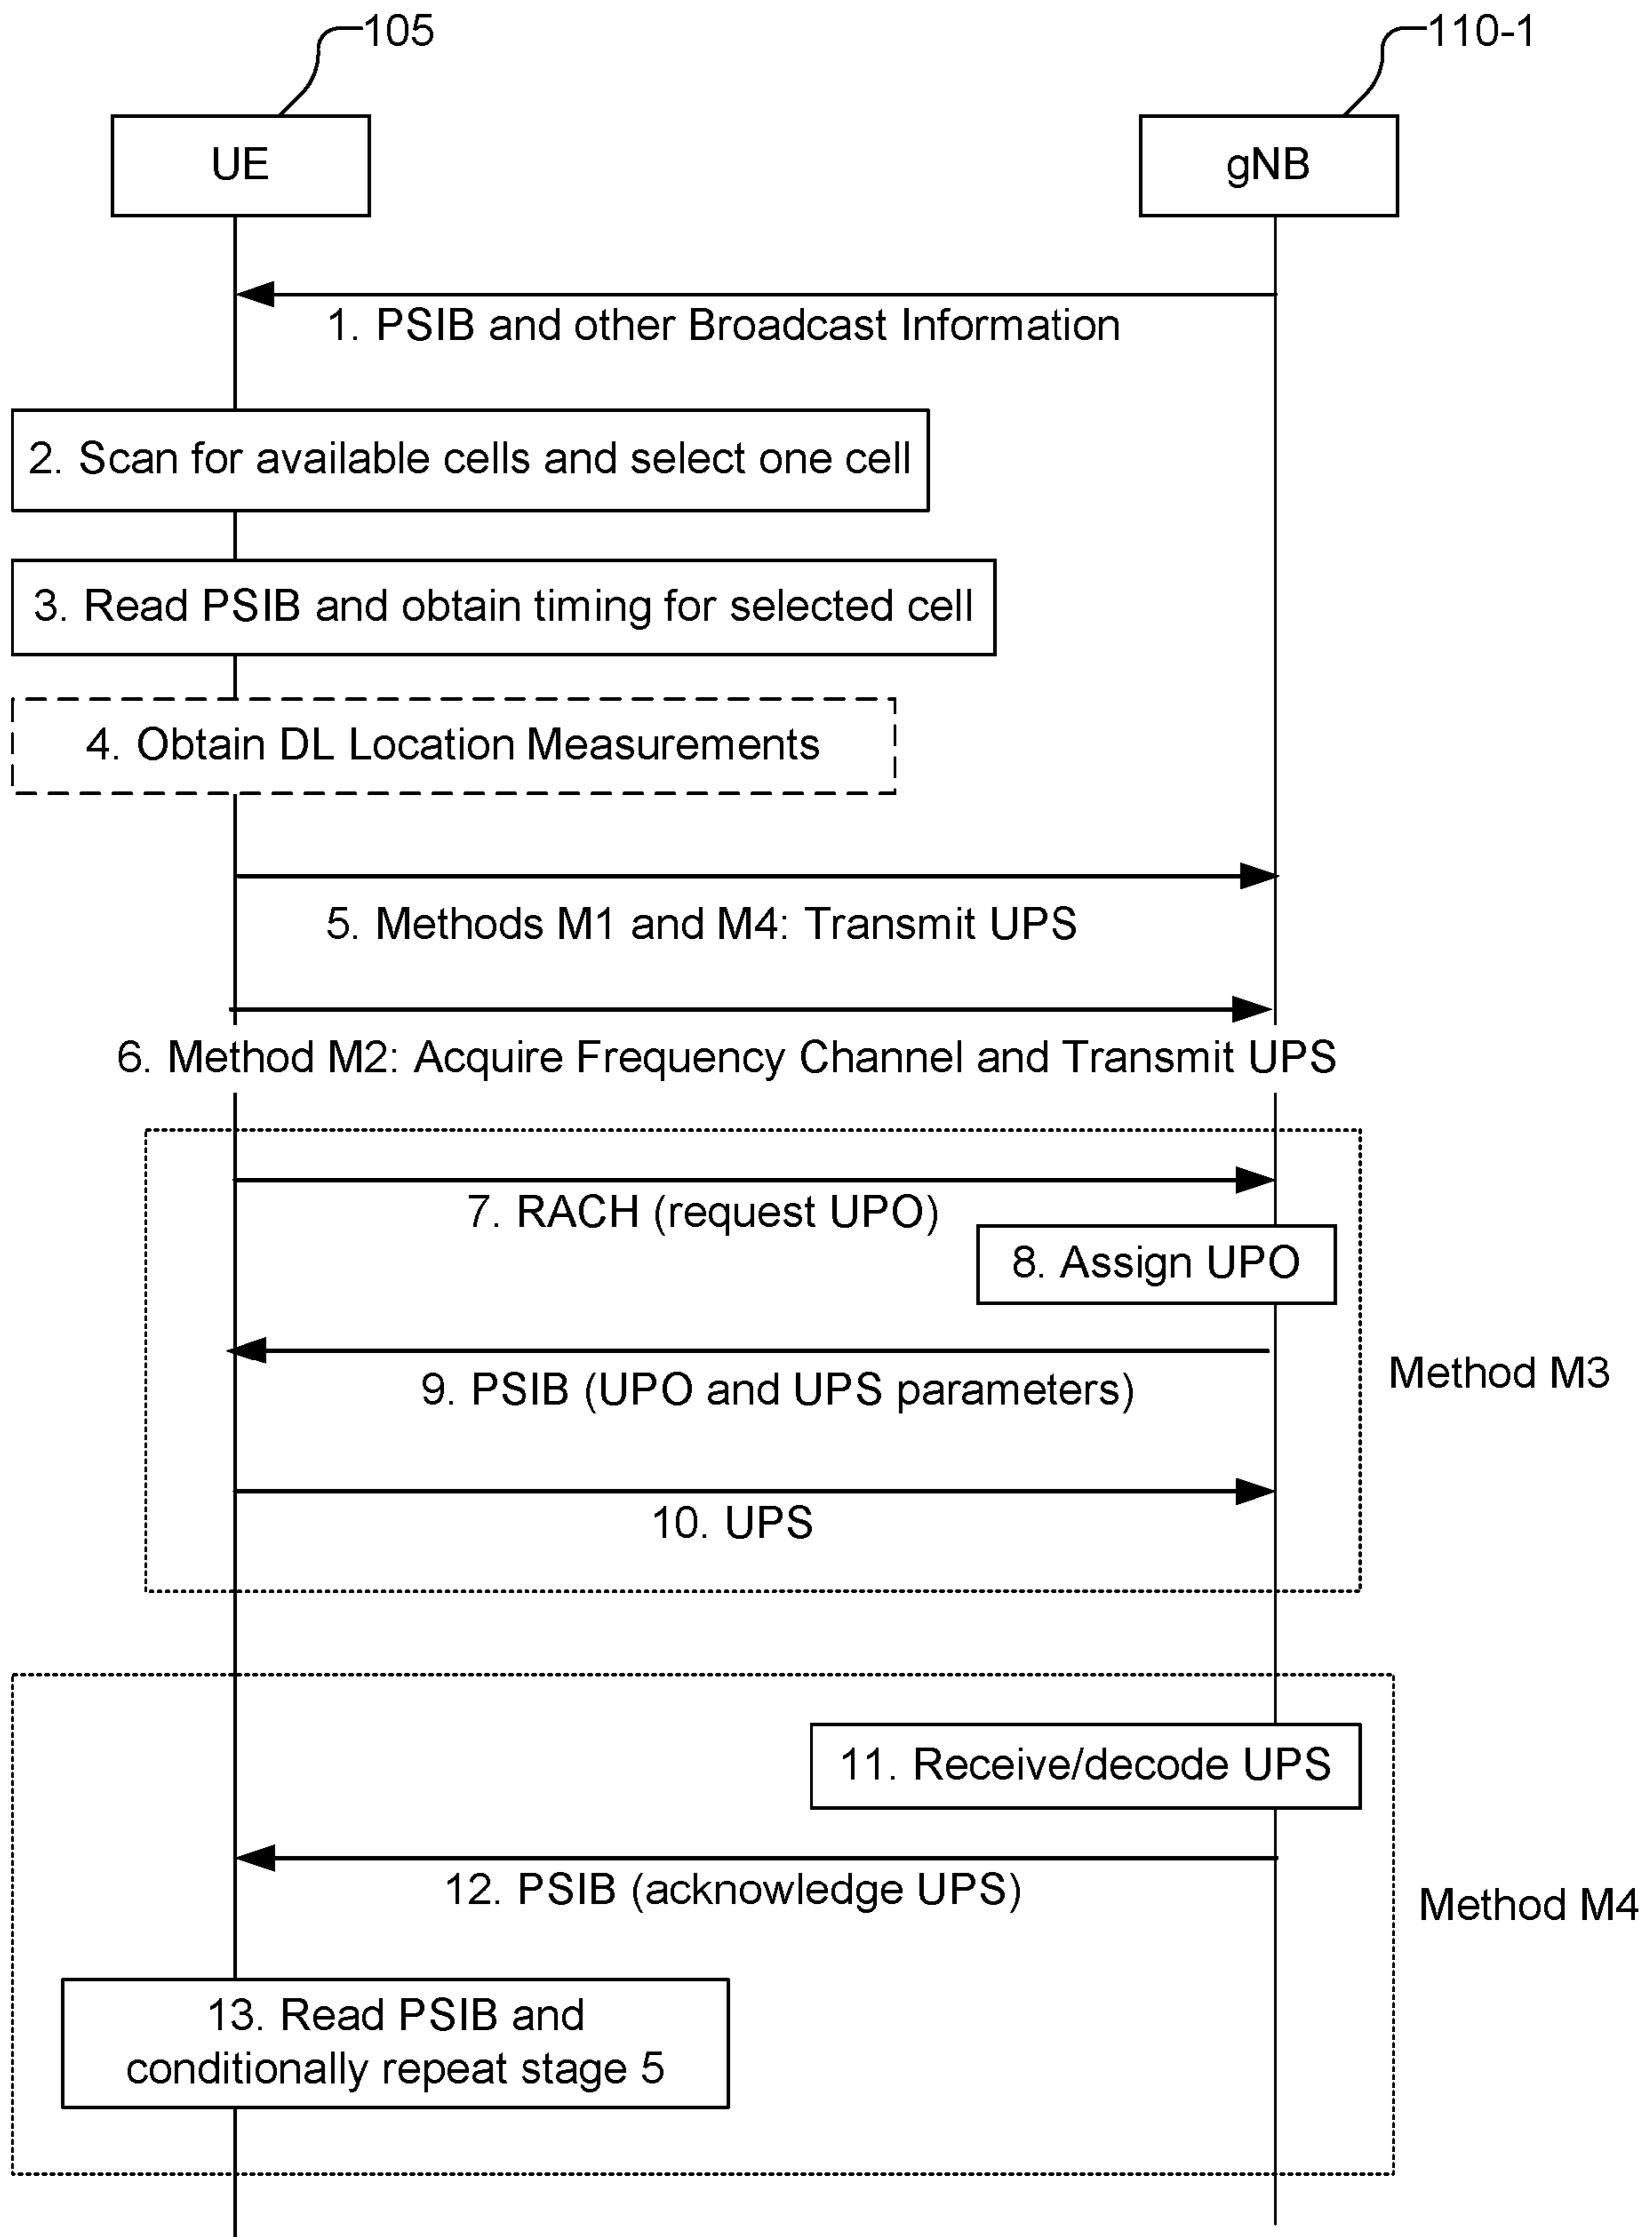 105
110-1
UE
gNB
1. PSIB and other Broadcast Information
2. Scan for available cells and select one cell
3. Read PSIB and obtain timing for selected cell
4. Obtain DL Location Measurements
5. Methods M1 and M4: Transmit UPS
6. Method M2: Acquire Frequency Channel and Transmit UPS
7. RACH (request UPO)
8. Assign UPO
9. PSIB (UPO and UPS parameters)
Method M3
10. UPS
11. Receive/decode UPS
12. PSIB (acknowledge UPS)
Method M4
13. Read PSIB and
conditionally repeat stage 5